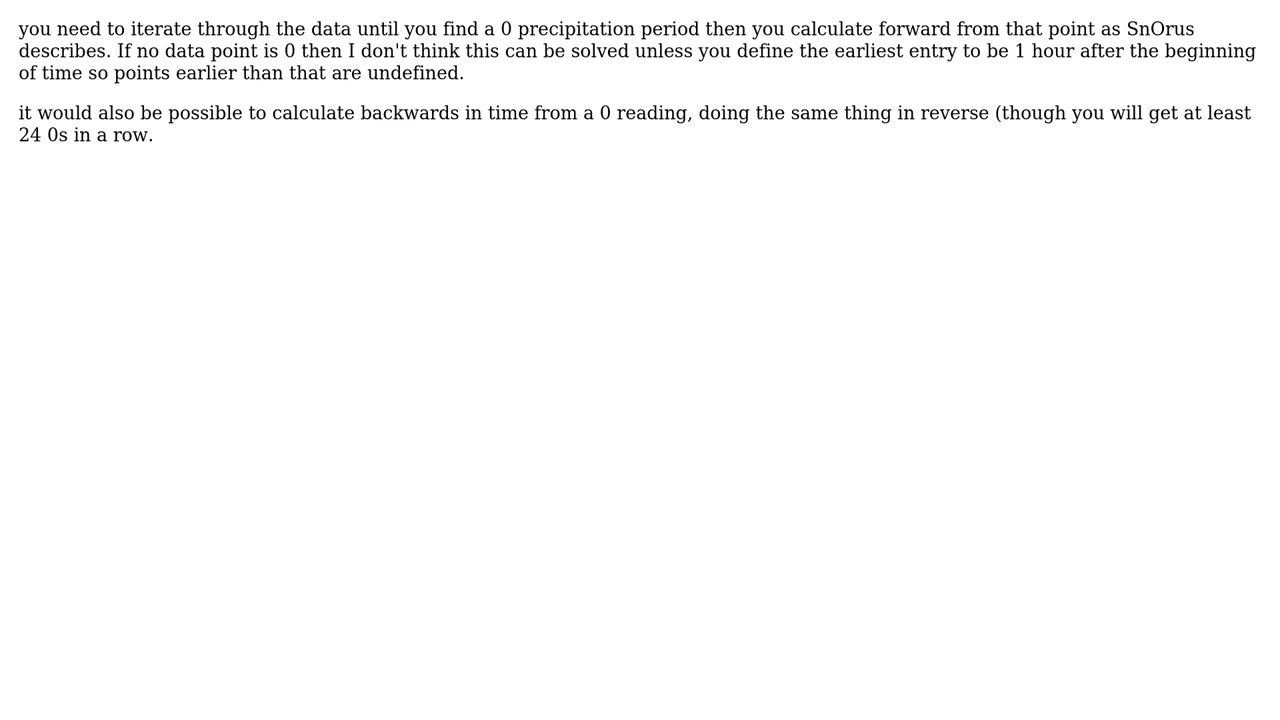 you need to iterate through the data until you find a 0 precipitation period then you calculate forward from that point as SnOrus
describes. If no data point is 0 then I don't think this can be solved unless you define the earliest entry to be 1 hour after the beginning
of time so points earlier than that are undefined.
it would also be possible to calculate backwards in time from a 0 reading, doing the same thing in reverse (though you will get at least
24 0s in a row.